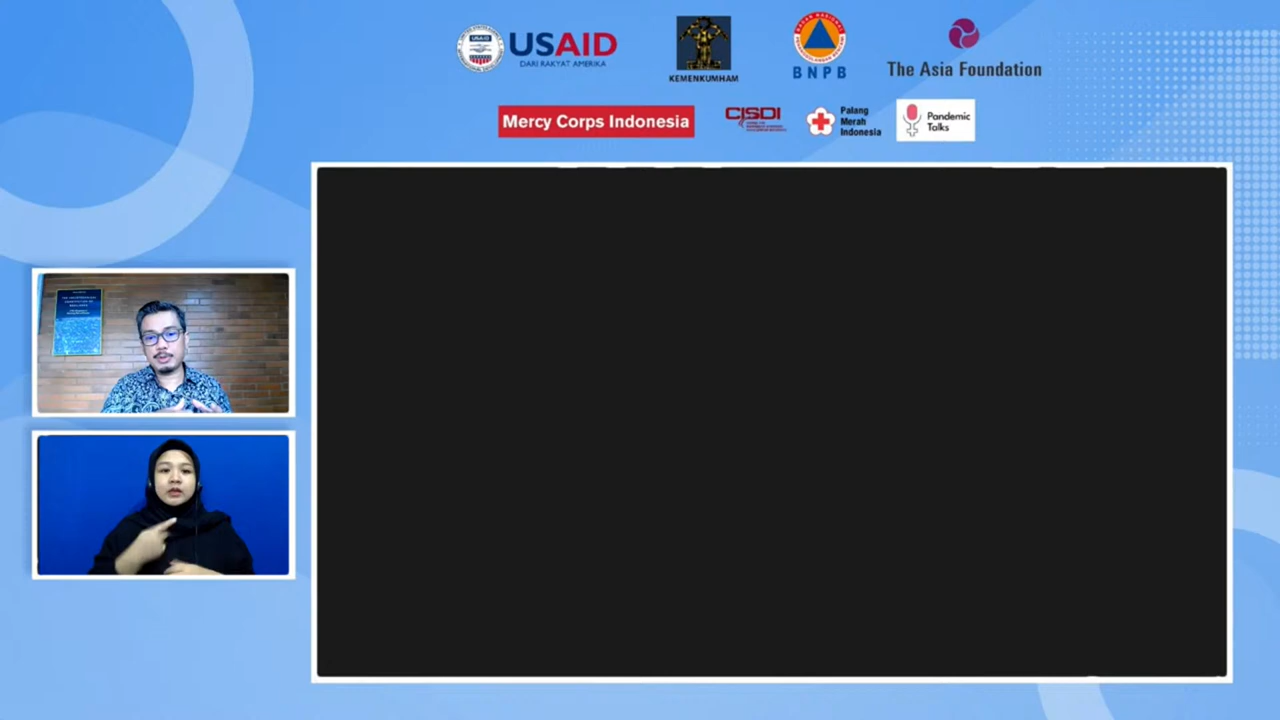 USAID
DARI RAKYAT AMERIKA
KEMENKUMHAM
BNPB
The Asia Foundation
Mercy Corps Indonesia
CISDI
Palang
Merah
Indonesia
Pandemic
Talks